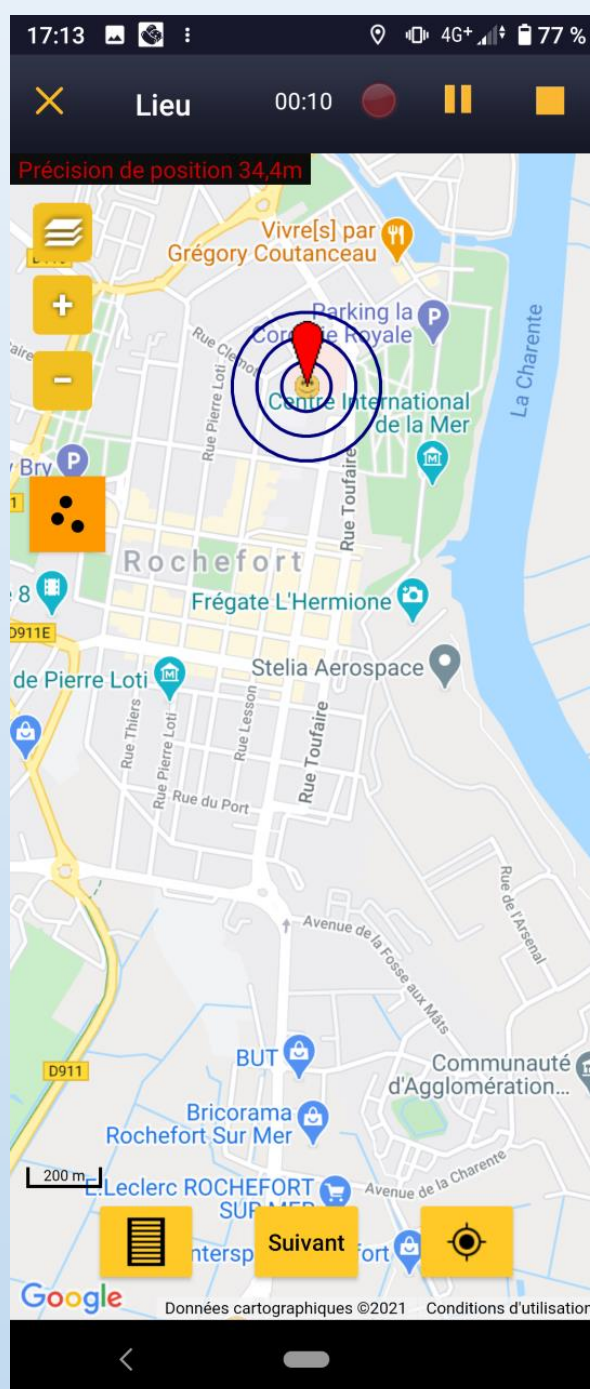 17:13
4G+
77 %
Lieu
00:10
Précision de position 34,4m
Vivre[s] par
Grégory Coutanceau
Parking la
Royale
La Charente
Rue Clemot
Rue Pierre Loti
Centre International
de la Mer
Bry
Rue Toufaire
Rochefort
8
Frégate L'Hermione
D911E
Stelia Aerospace
de Pierre Loti
Rue Thiers
Rue Pierre Loti
Rue Lesson
Rue Toufaire
Rue du Port
Rue de l'Arsenal
Avenue de la Fosse aux Mâts
BUT
D911
Communauté
d'Agglomération...
Bricorama
Rochefort Sur Mer
200 m
E.Leclerc ROCHEFORT
SUR MER
Avenue de la Charente
Suivant
Google
Données cartographiques ©2021
Conditions d'utilisation